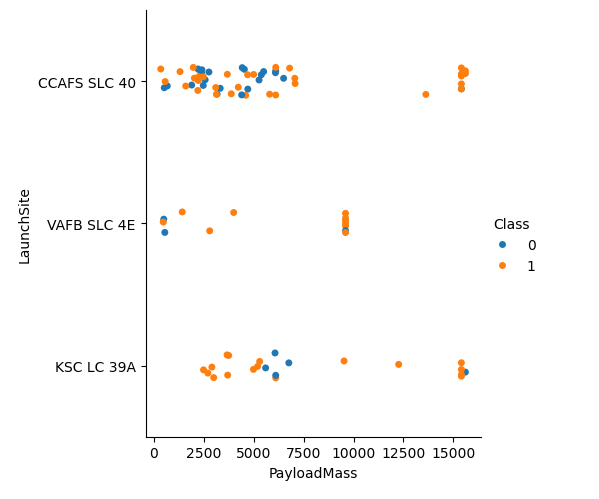 CCAFS SLC 40
VAFB SLC 4E
KSC LC 39A
LaunchSite
0 2500 5000 7500 10000 12500 15000
PayloadMass
Class
0
1